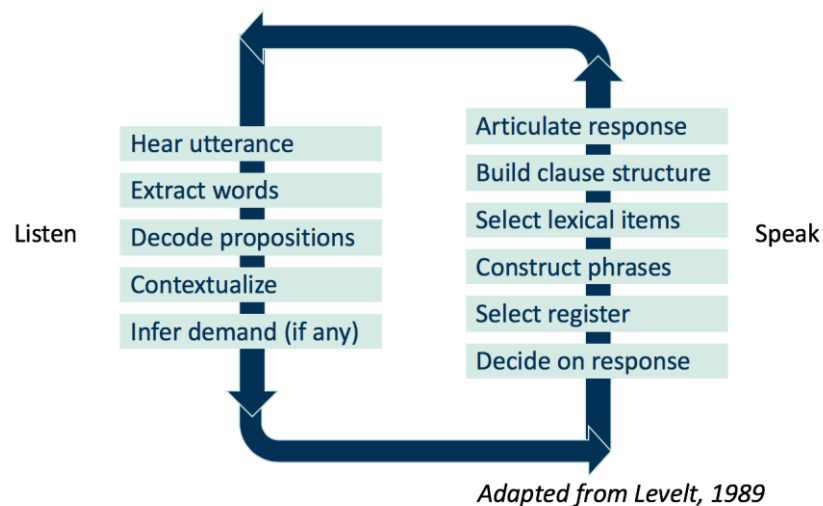 Listen
Hear utterance
Extract words
Decode propositions
Contextualize
Infer demand (if any)
Articulate response
Build clause structure
Select lexical items
Construct phrases
Select register
Decide on response
Speak
Adapted from Levelt, 1989